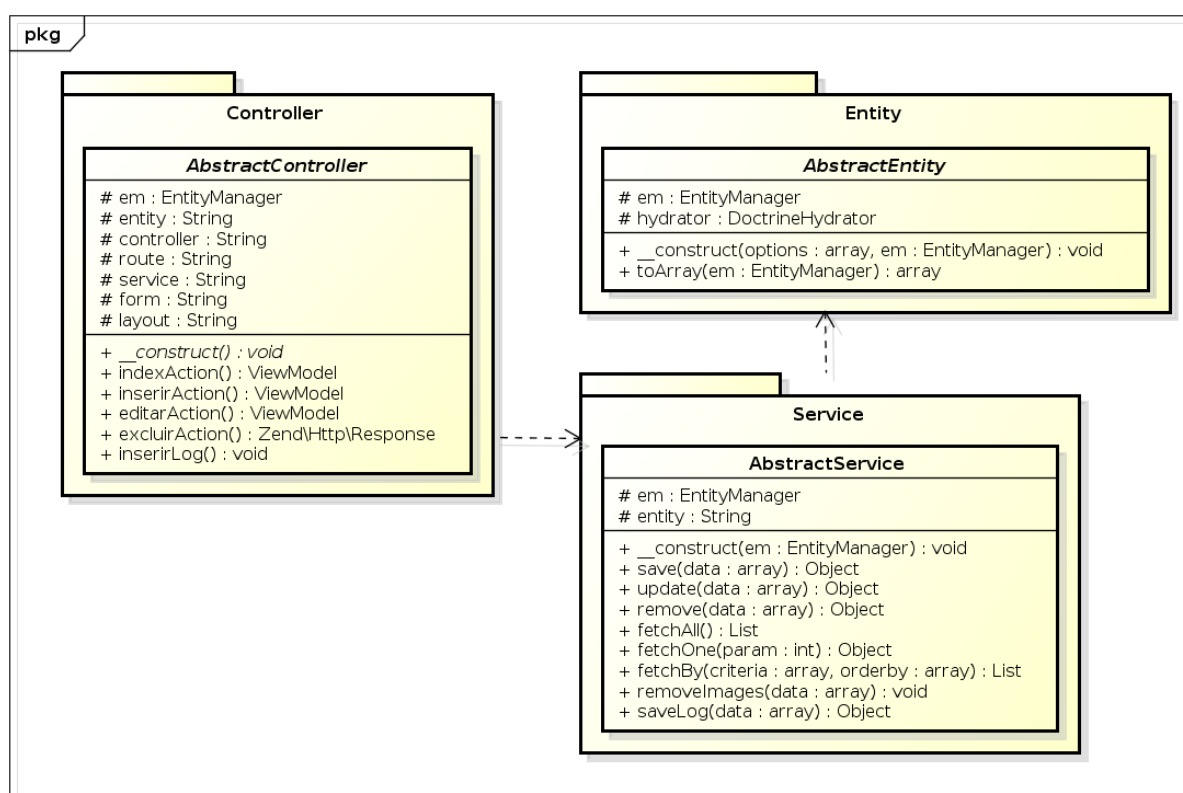 pkg
Controller
AbstractController
# em : EntityManager
# entity : String
# controller : String
# route : String
# service : String
# form : String
# layout : String
+ __construct() : void
+ indexAction() : ViewModel
+ inserirAction() : ViewModel
+ editarAction() : ViewModel
+ excluirAction() : Zend\Http\Response
+ inserirLog() : void
Entity
AbstractEntity
# em : EntityManager
# hydrator : DoctrineHydrator
+ __construct(options : array, em : EntityManager) : void
+ toArray(em : EntityManager) : array
Service
AbstractService
# em : EntityManager
# entity : String
+ __construct(em : EntityManager) : void
+ save(data : array) : Object
+ update(data : array) : Object
+ remove(data : array) : Object
+ fetchAll() : List
+ fetchOne(param : int) : Object
+ fetchBy(criteria : array, orderby : array) : List
+ removeImages(data : array) : void
+ saveLog(data : array) : Object